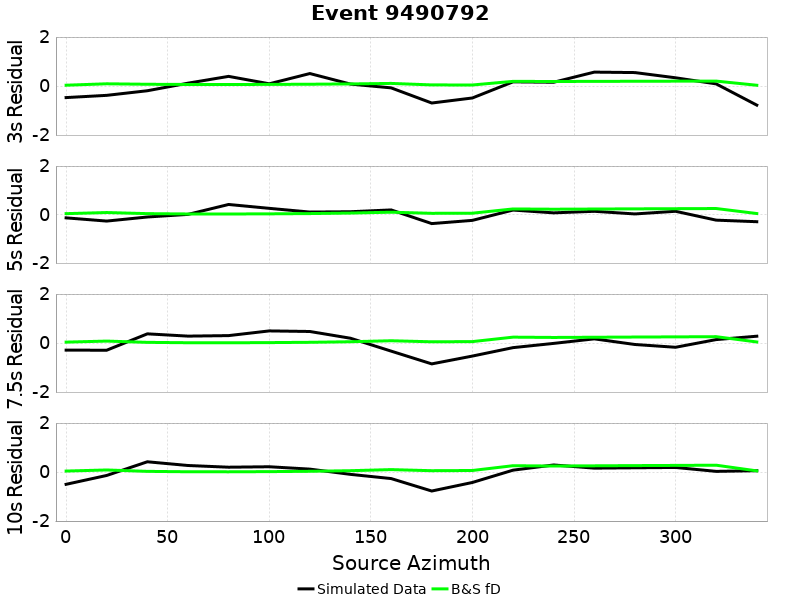 Event 9490792
3s Residual
2
0
-2
5s Residual
2
0
-2
7.5s Residual
2
0
-2
10s Residual
2
0
-2
0 50 100 150 200 250 300
Source Azimuth
Simulated Data B&S fD